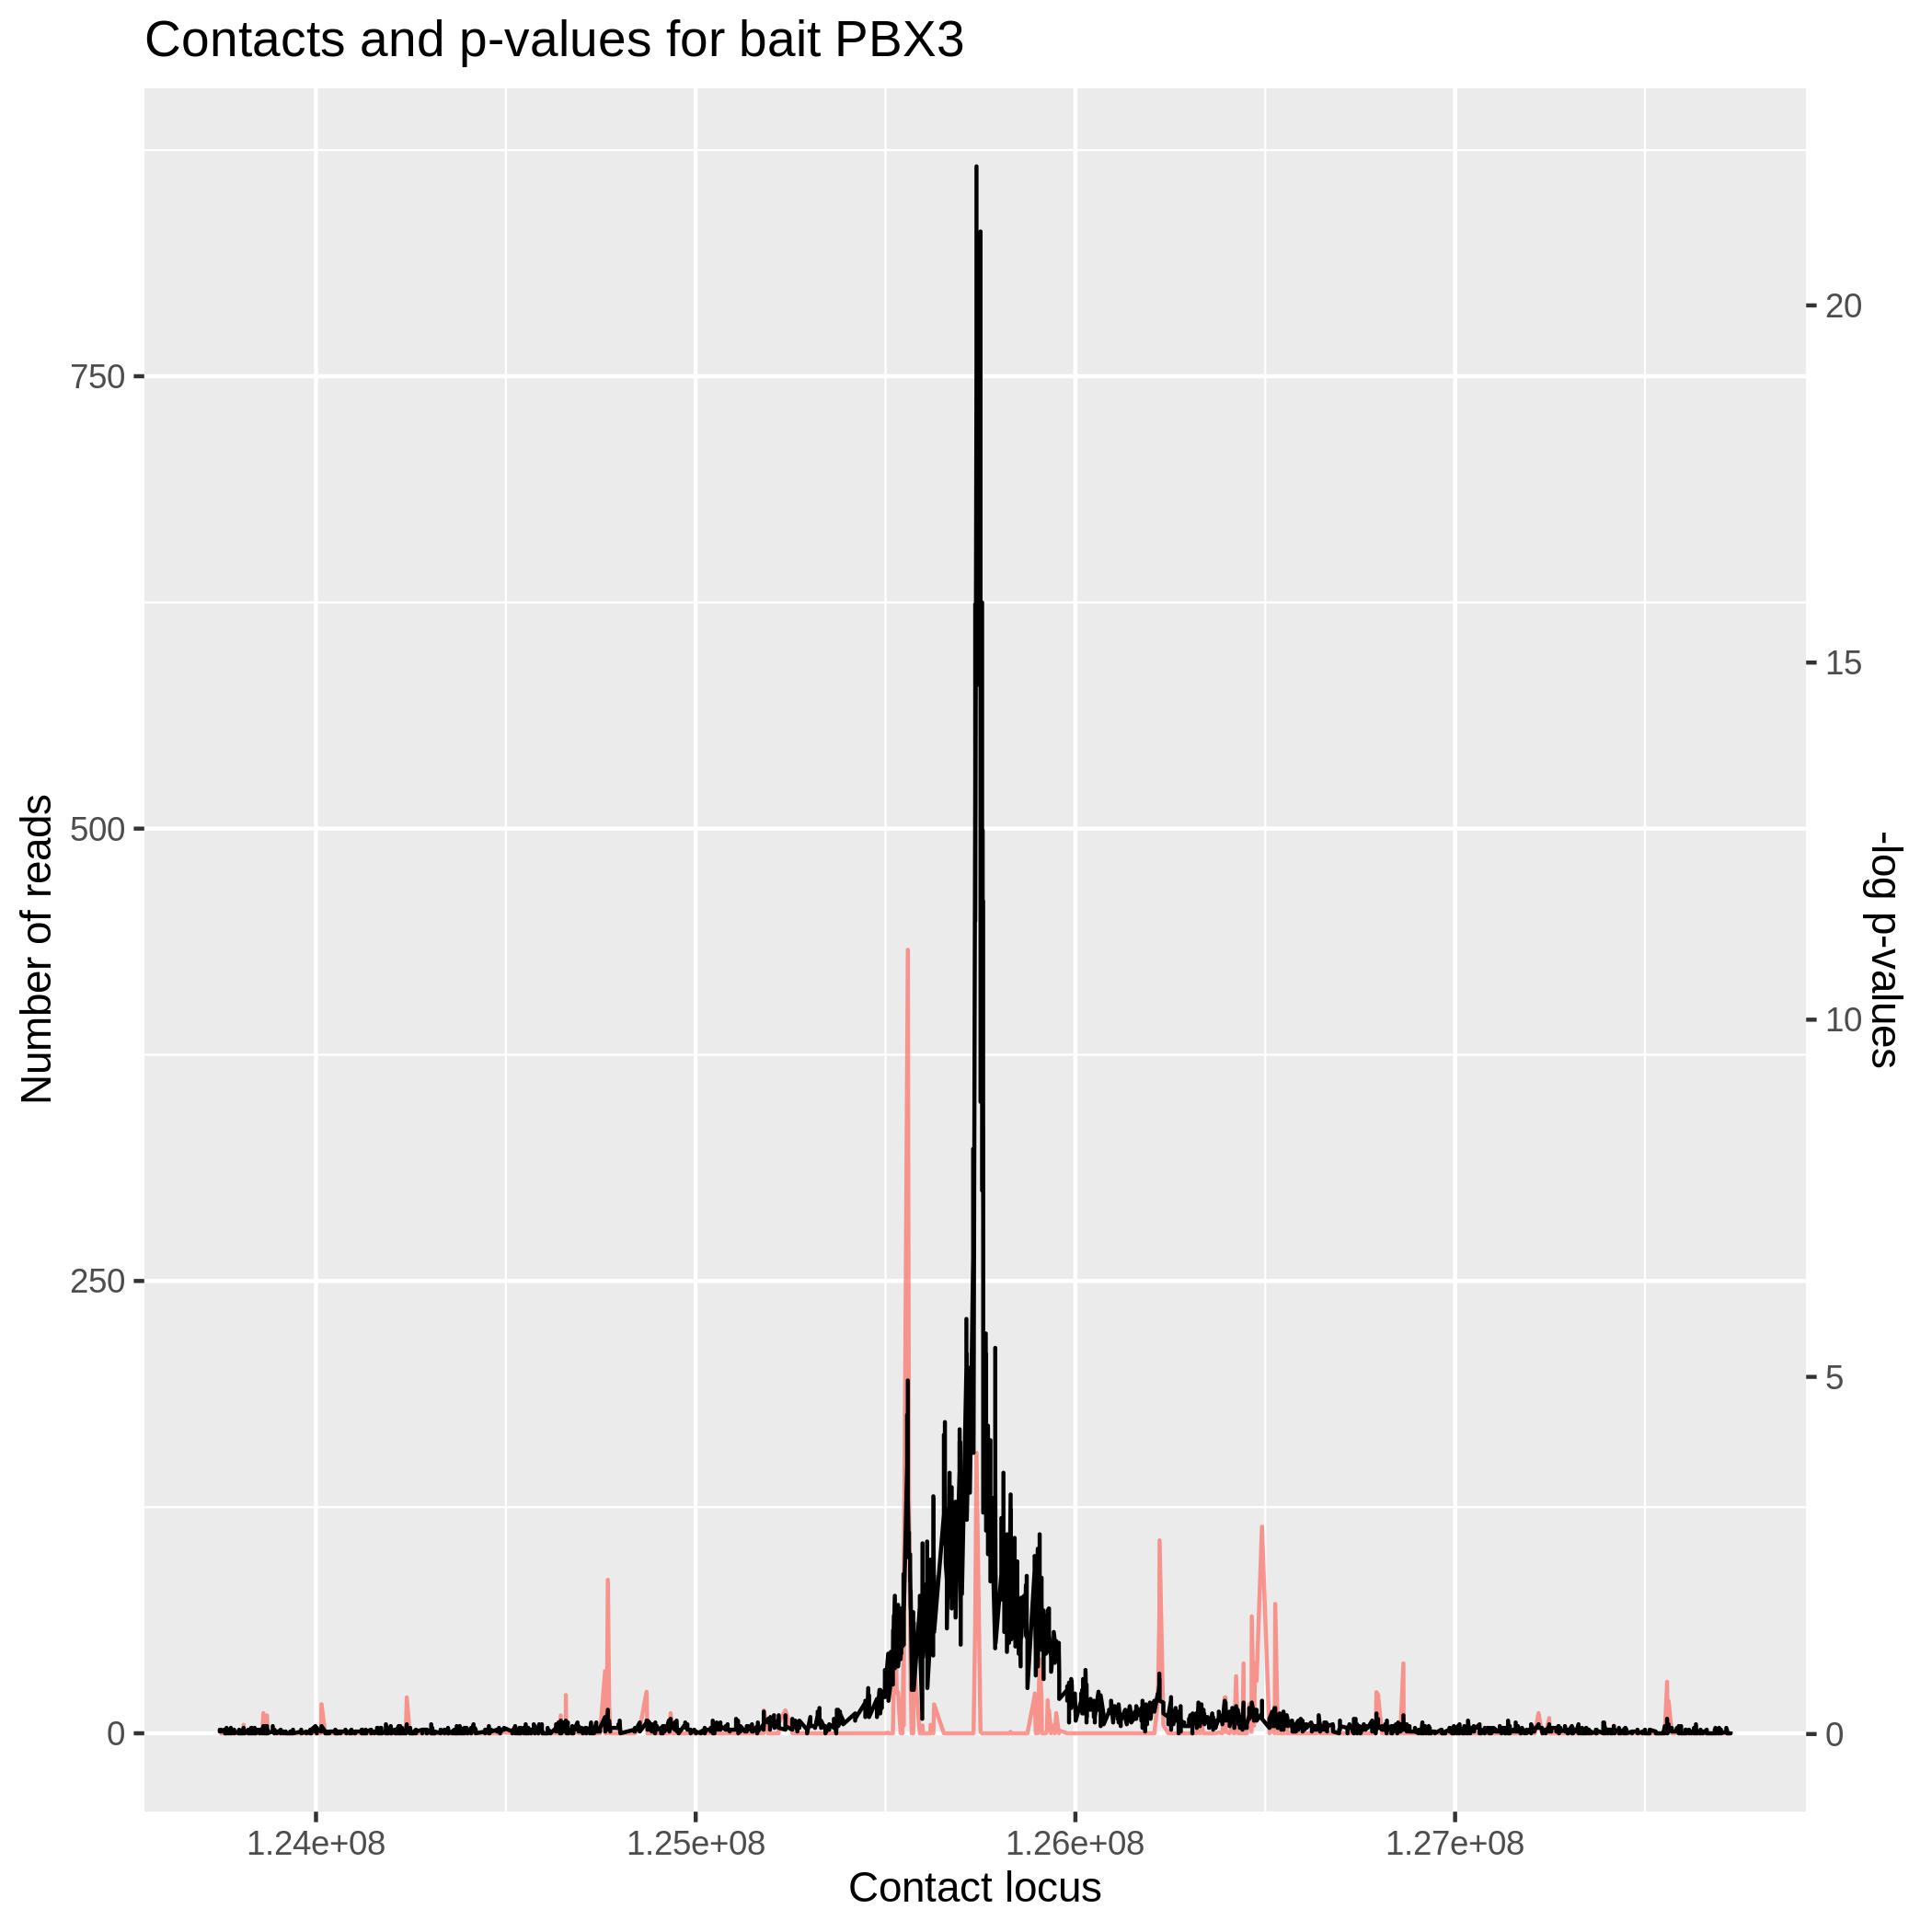 Contacts and p-values for bait PBX3
Number of reads
750
500
250
0
20
15
10
5
0
-log p-values
1.24e+08
1.25e+08
1.26e+08
1.27e+08
Contact locus